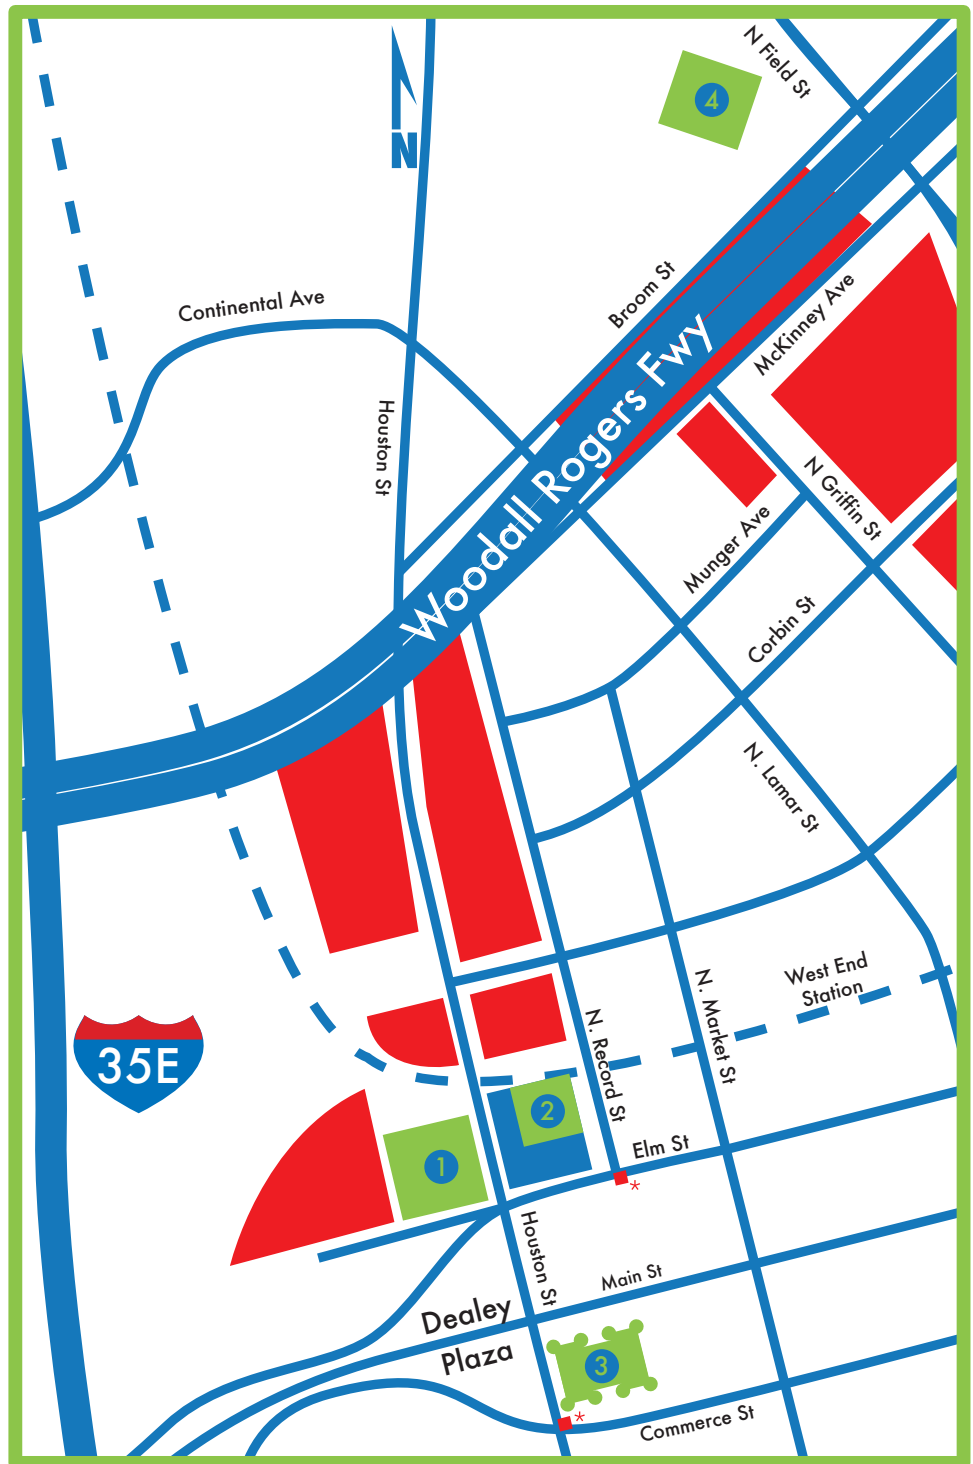 N Field St
4
N
Broom St
Continental Ave
McKinney Ave
Woodall Rogers Fwy
Houston St
N Griffin St
Munger Ave
Corbin St
N. Lamar St
West End
Station
N. Market St
N. Record St
35E
2
1
Elm St
*
Houston St
Main St
Dealey
Plaza
3
*
Commerce St